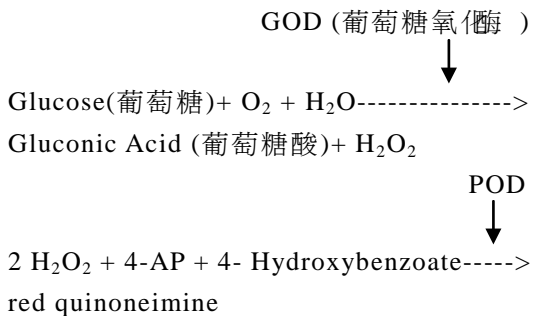 GOD (葡萄糖氧化酶 )
Glucose(葡萄糖)+ O₂ + H₂O--------------->
Gluconic Acid (葡萄糖酸)+ H₂O₂
POD
2 H₂O₂ + 4-AP + 4- Hydroxybenzoate----->
red quinoneimine